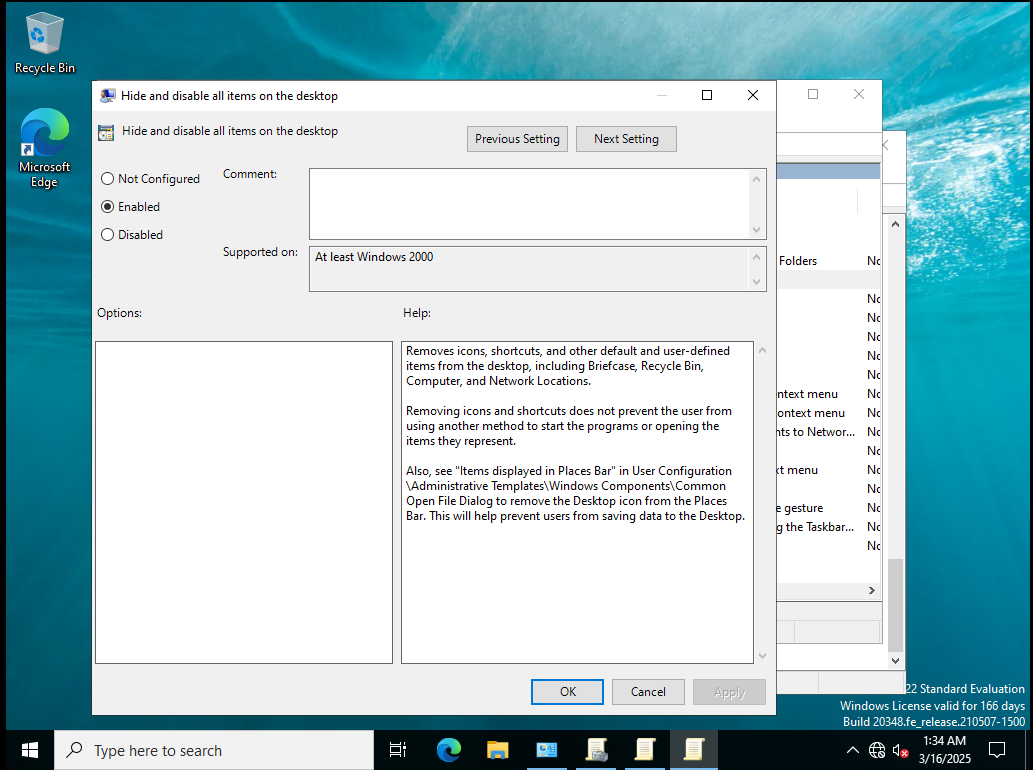 Recycle Bin
Microsoft
Edge
Hide and disable all items on the desktop
Hide and disable all items on the desktop
Previous Setting
Next Setting
Not Configured
Comment:
Enabled
Disabled
Supported on:
At least Windows 2000
Options:
Help:
Removes icons, shortcuts, and other default and user-defined
items from the desktop, including Briefcase, Recycle Bin,
Computer, and Network Locations.
Removing icons and shortcuts does not prevent the user from
using another method to start the programs or opening the
items they represent.
Also, see "Items displayed in Places Bar" in User Configuration
\Administrative Templates\Windows Components\Common
Open File Dialog to remove the Desktop icon from the Places
Bar. This will help prevent users from saving data to the Desktop.
OK
Cancel
Apply
Folders
menu
menu
to Networ...
menu
gesture
the Taskbar...
22 Standard Evaluation
Windows License valid for 166 days
Build 20348.fe_release.210507-1500
Type here to search
1:34 AM
3/16/2025